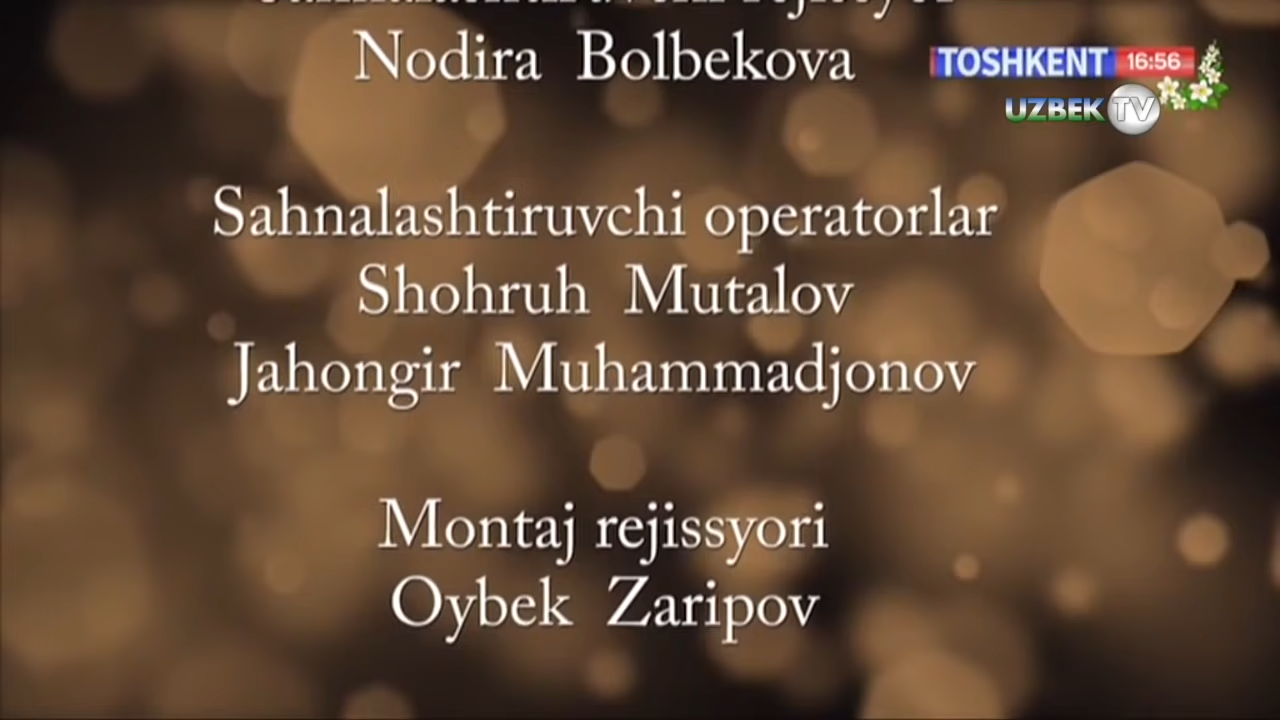 Nodira Bolbekova
TOSHKENT 16:56
UZBEK TV
Sahnalashtiruvchi operatorlar
Shohruh Mutalov
Jahongir Muhammadjonov
Montaj rejissyori
Oybek Zaripov